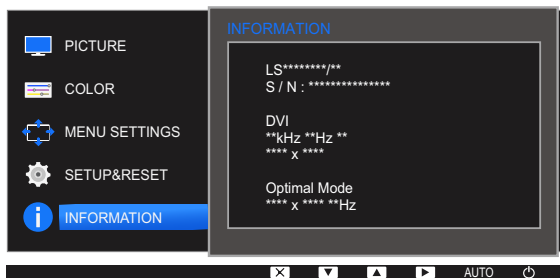 PICTURE
COLOR
MENU SETTINGS
SETUP&RESET
INFORMATION
INFORMATION
LS********/**
S / N : ***************
DVI
**kHz **Hz **
**** x ****
Optimal Mode
**** x **** **Hz
AUTO